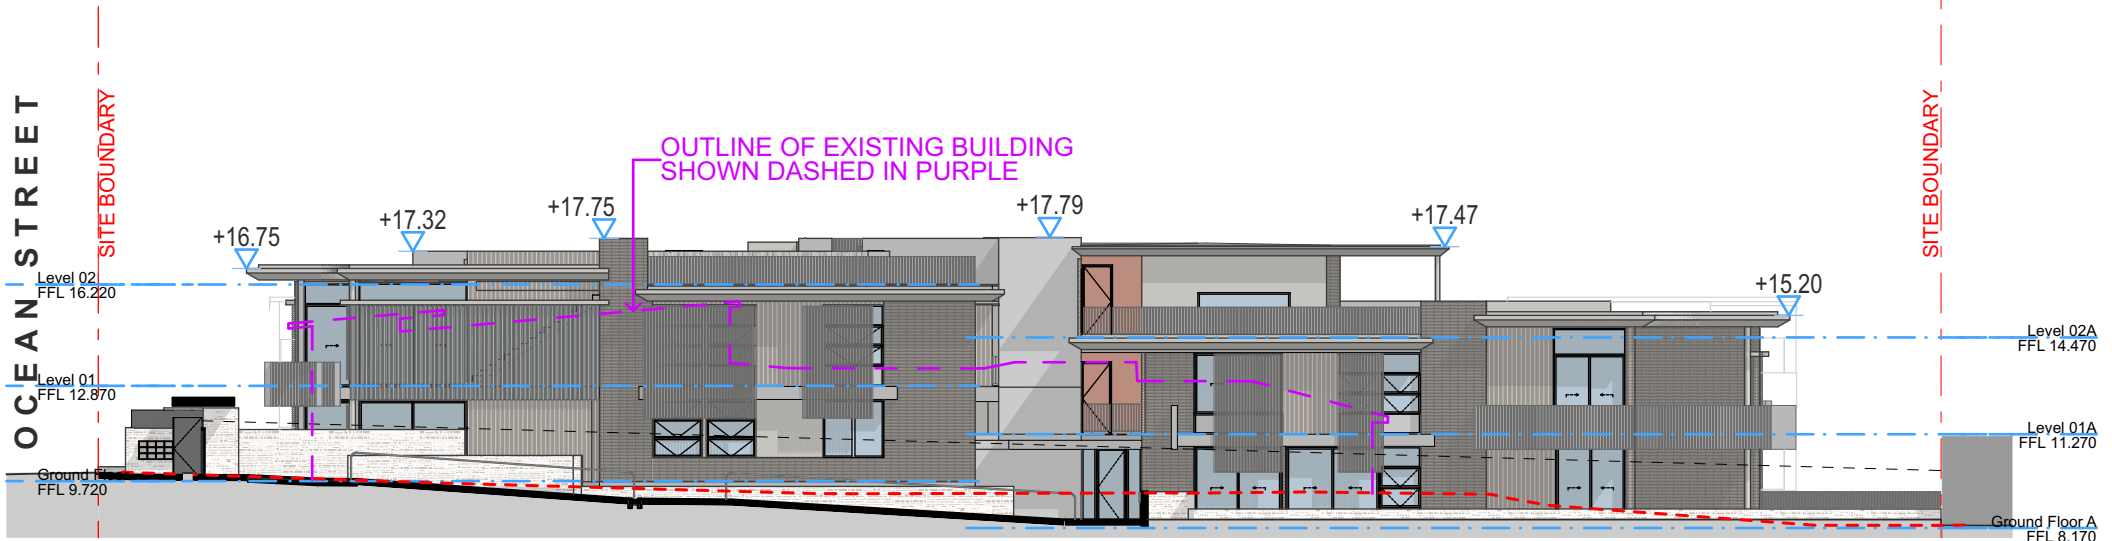 OCEAN STREET
SITE BOUNDARY
OUTLINE OF EXISTING BUILDING
SHOWN DASHED IN PURPLE
SITE BOUNDARY
+16.75
+17.32
+17.75
+17.79
+17.47
+15.20
Level 02
FFL 16.220
Level 01
FFL 12.870
Ground Floor
FFL 9.720
Level 02A
FFL 14.470
Level 01A
FFL 11.270
Ground Floor A
FFL 8.170